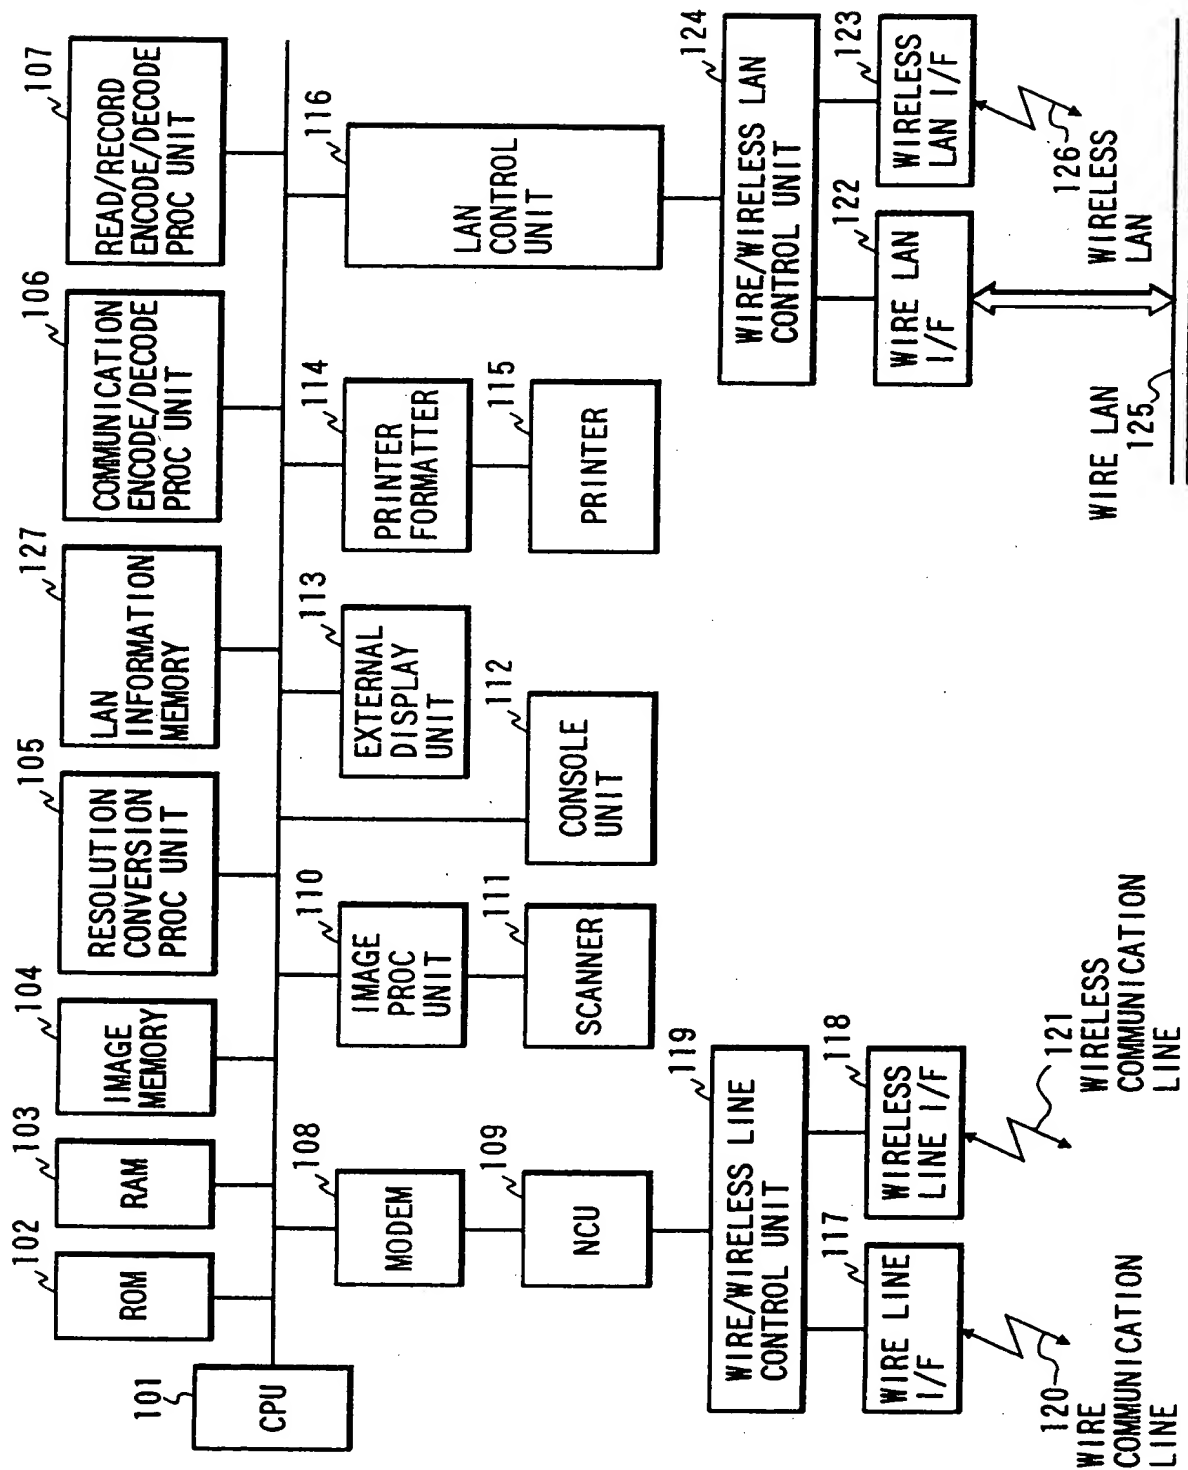 101
CPU
102
ROM
103
RAM
104
IMAGE
MEMORY
105
RESOLUTION
CONVERSION
PROC UNIT
127
LAN
INFORMATION
MEMORY
106
COMMUNICATION
ENCODE/DECODE
PROC UNIT
107
READ/RECORD
ENCODE/DECODE
PROC UNIT
108
MODEM
109
NCU
110
IMAGE
PROC
UNIT
111
SCANNER
112
CONSOLE
UNIT
113
EXTERNAL
DISPLAY
UNIT
114
PRINTER
FORMATTER
115
PRINTER
116
LAN
CONTROL
UNIT
119
WIRE/WIRELESS LINE
CONTROL UNIT
117
WIRE LINE
I/F
118
WIRELESS
LINE I/F
120
WIRE
COMMUNICATION
LINE
121
WIRELESS
COMMUNICATION
LINE
124
WIRE/WIRELESS LAN
CONTROL UNIT
122
WIRE LAN
I/F
123
WIRELESS
LAN I/F
WIRE LAN
125
126
WIRELESS
LAN